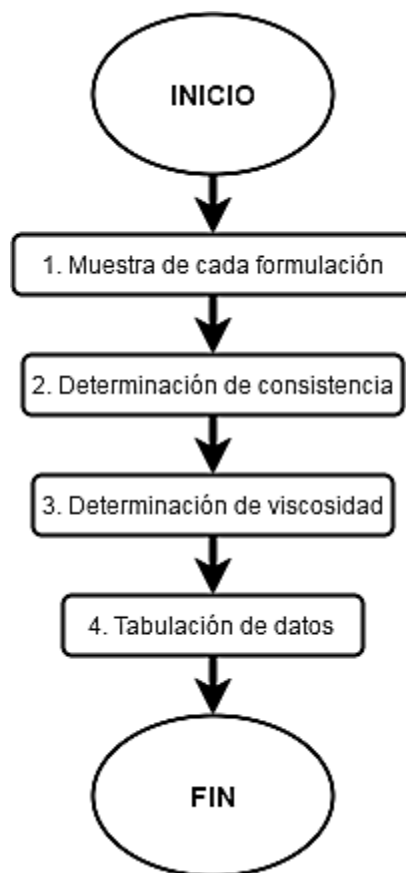 INICIO
1. Muestra de cada formulación
2. Determinación de consistencia
3. Determinación de viscosidad
4. Tabulación de datos
FIN